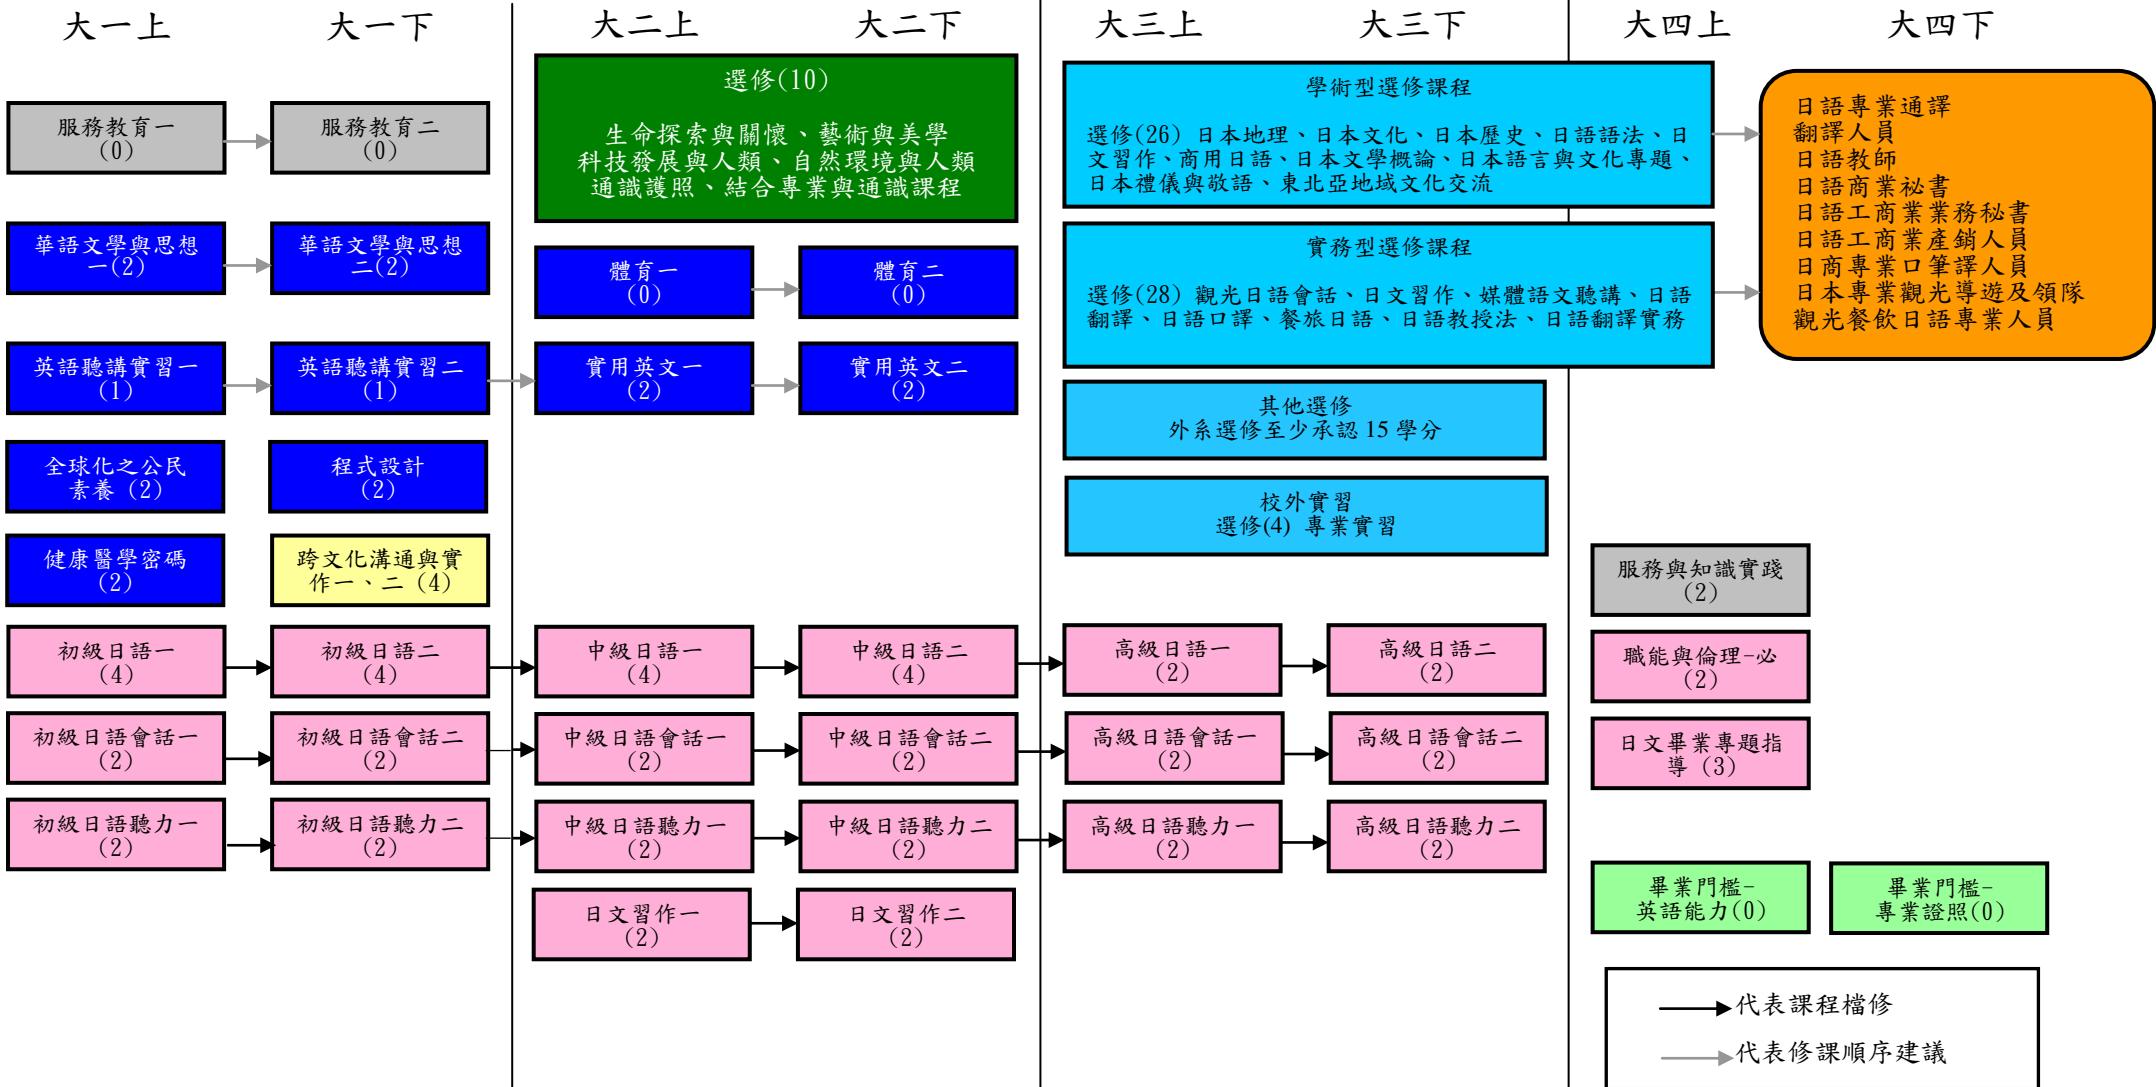 大一上
大一下
大二上
大二下
大三上
大三下
大四上
大四下
服務教育一
(0)
服務教育二
(0)
華語文學與思想
一(2)
華語文學與思想
二(2)
英語聽講實習一
(1)
英語聽講實習二
(1)
全球化之公民
素養 (2)
程式設計
(2)
健康醫學密碼
(2)
跨文化溝通與實
作一、二 (4)
初級日語一
(4)
初級日語二
(4)
初級日語會話一
(2)
初級日語會話二
(2)
初級日語聽力一
(2)
初級日語聽力二
(2)
選修(10)
生命探索與關懷、藝術與美學
科技發展與人類、自然環境與人類
通識護照、結合專業與通識課程
體育一
(0)
體育二
(0)
實用英文一
(2)
實用英文二
(2)
中級日語一
(4)
中級日語二
(4)
中級日語會話一
(2)
中級日語會話二
(2)
中級日語聽力一
(2)
中級日語聽力二
(2)
日文習作一
(2)
日文習作二
(2)
學術型選修課程
選修(26) 日本地理、日本文化、日本歷史、日語語法、日
文習作、商用日語、日本文學概論、日本語言與文化專題、
日本禮儀與敬語、東北亞地域文化交流
實務型選修課程
選修(28) 觀光日語會話、日文習作、媒體語文聽講、日語
翻譯、日語口譯、餐旅日語、日語教授法、日語翻譯實務
其他選修
外系選修至少承認 15 學分
校外實習
選修(4) 專業實習
高級日語一
(2)
高級日語二
(2)
高級日語會話一
(2)
高級日語會話二
(2)
高級日語聽力一
(2)
高級日語聽力二
(2)
日語專業通譯
翻譯人員
日語教師
日語商業祕書
日語工商業業務秘書
日語工商業產銷人員
日商專業口筆譯人員
日本專業觀光導遊及領隊
觀光餐飲日語專業人員
服務與知識實踐
(2)
職能與倫理-必
(2)
日文畢業專題指
導 (3)
畢業門檻-
英語能力(0)
畢業門檻-
專業證照(0)
代表課程檔修
代表修課順序建議